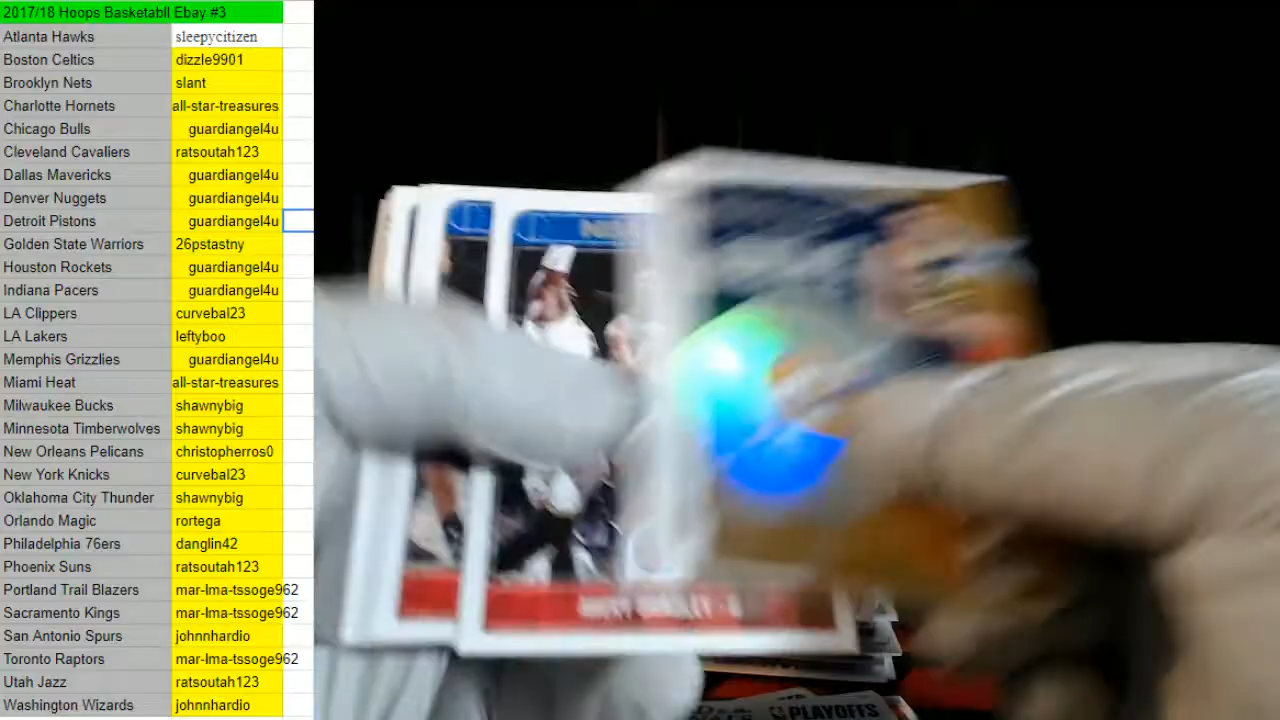 2017/18 Hoops Basketabll Ebay #3
Atlanta Hawks sleepycitizen
Boston Celtics dizzle9901
Brooklyn Nets slant
Charlotte Hornets all-star-treasures
Chicago Bulls guardiangel4u
Cleveland Cavaliers ratsoutah123
Dallas Mavericks guardiangel4u
Denver Nuggets guardiangel4u
Detroit Pistons guardiangel4u
Golden State Warriors 26pstastny
Houston Rockets guardiangel4u
Indiana Pacers guardiangel4u
LA Clippers curvebal23
LA Lakers leftyboo
Memphis Grizzlies guardiangel4u
Miami Heat all-star-treasures
Milwaukee Bucks shawnybig
Minnesota Timberwolves shawnybig
New Orleans Pelicans christopherros0
New York Knicks curvebal23
Oklahoma City Thunder shawnybig
Orlando Magic rortega
Philadelphia 76ers danglin42
Phoenix Suns ratsoutah123
Portland Trail Blazers mar-lma-tssoge962
Sacramento Kings mar-lma-tssoge962
San Antonio Spurs johnnhardio
Toronto Raptors mar-lma-tssoge962
Utah Jazz ratsoutah123
Washington Wizards johnnhardio
PLAYOFFS